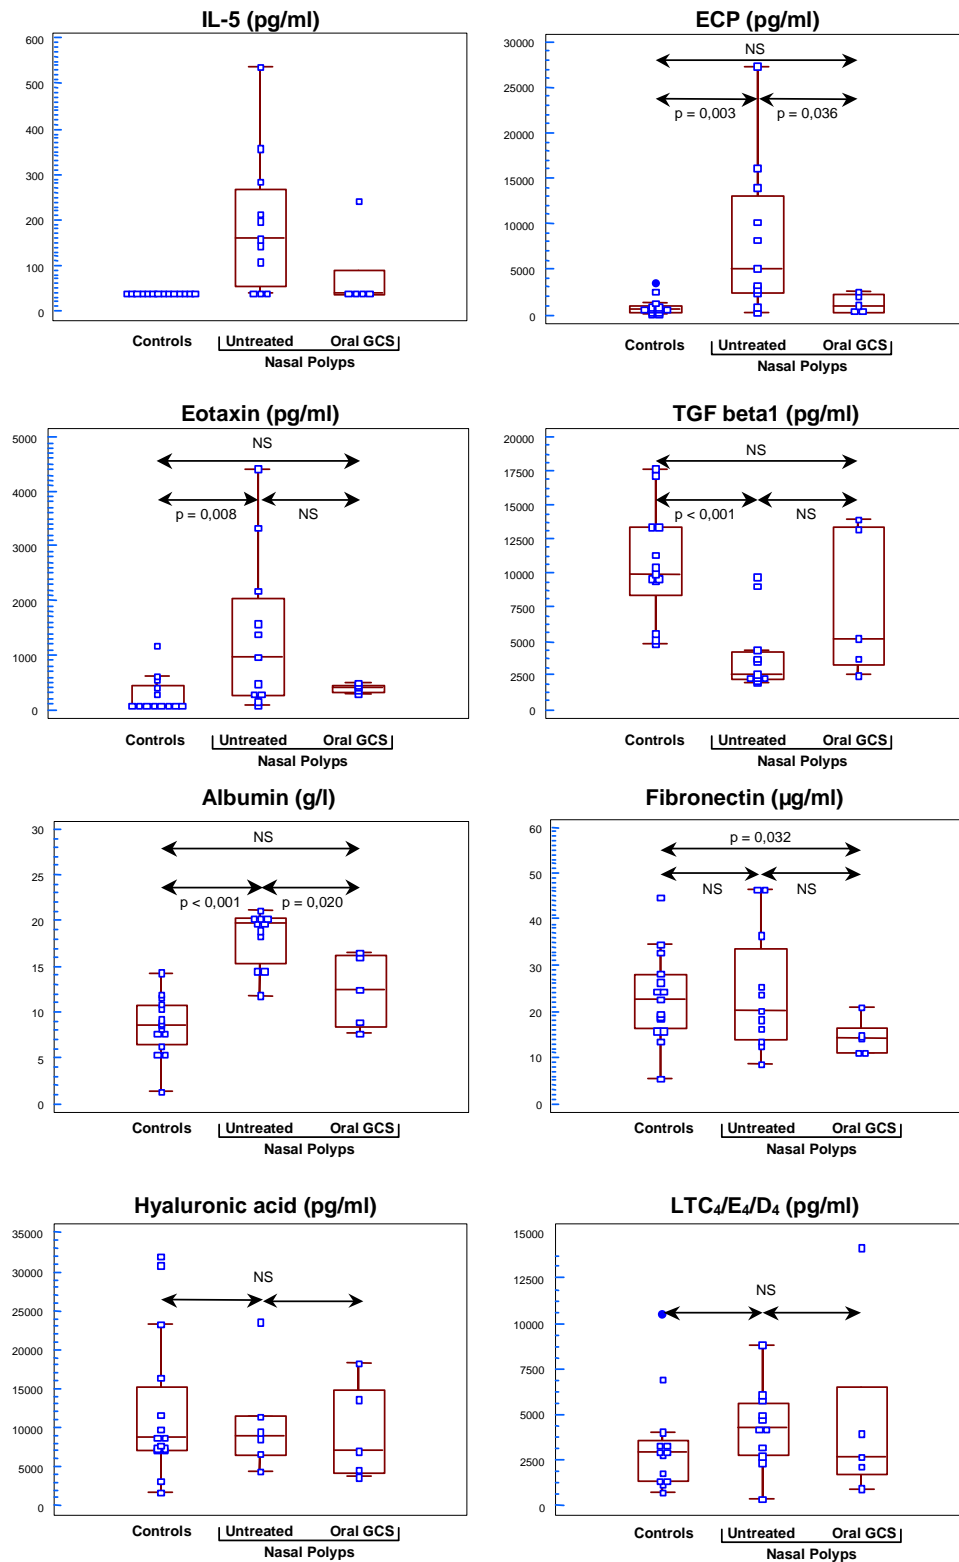 IL-5 (pg/ml)
600
500
400
300
200
100
0
Controls
Untreated
Oral GCS
Nasal Polyps
ECP (pg/ml)
30000
25000
20000
15000
10000
5000
0
NS
p = 0,003
p = 0,036
Controls
Untreated
Oral GCS
Nasal Polyps
Eotaxin (pg/ml)
5000
4000
3000
2000
1000
0
NS
p = 0,008
NS
Controls
Untreated
Oral GCS
Nasal Polyps
TGF beta1 (pg/ml)
20000
17500
15000
12500
10000
7500
5000
2500
0
NS
p < 0,001
NS
Controls
Untreated
Oral GCS
Nasal Polyps
Albumin (g/l)
30
25
20
15
10
5
0
NS
p < 0,001
p = 0,020
Controls
Untreated
Oral GCS
Nasal Polyps
Fibronectin (µg/ml)
60
50
40
30
20
10
0
p = 0,032
NS
NS
Controls
Untreated
Oral GCS
Nasal Polyps
Hyaluronic acid (pg/ml)
35000
30000
25000
20000
15000
10000
5000
0
NS
Controls
Untreated
Oral GCS
Nasal Polyps
LTC₄/E₄/D₄ (pg/ml)
15000
12500
10000
7500
5000
2500
0
NS
Controls
Untreated
Oral GCS
Nasal Polyps